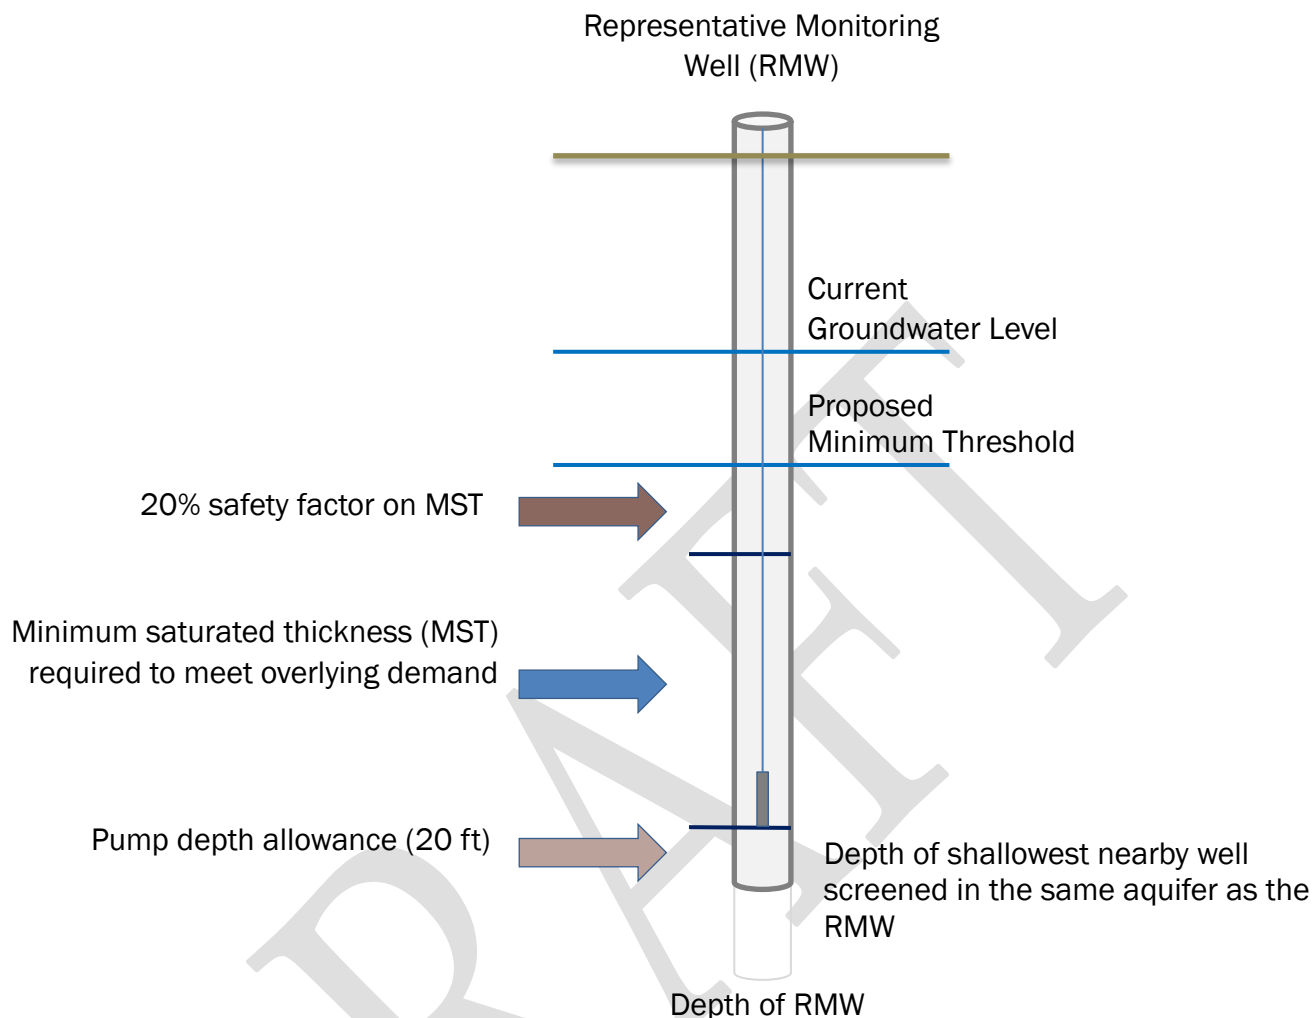 Representative Monitoring
Well (RMW)
Current
Groundwater Level
Proposed
Minimum Threshold
20% safety factor on MST
Minimum saturated thickness (MST)
required to meet overlying demand
Pump depth allowance (20 ft)
Depth of shallowest nearby well
screened in the same aquifer as the
RMW
Depth of RMW
DRAFT